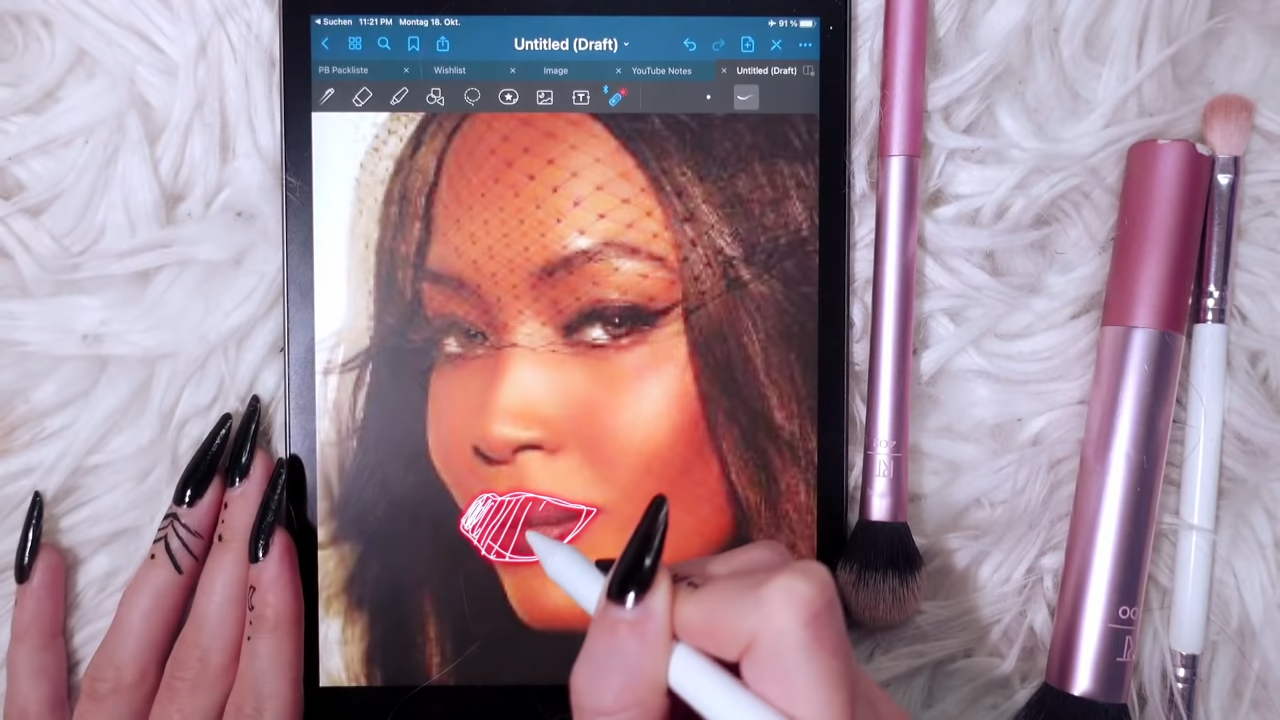 Suchen 11:21 PM Montag 18. Okt. 91 %
Untitled (Draft)
PB Packliste Wishlist Image YouTube Notes Untitled (Draft)
T